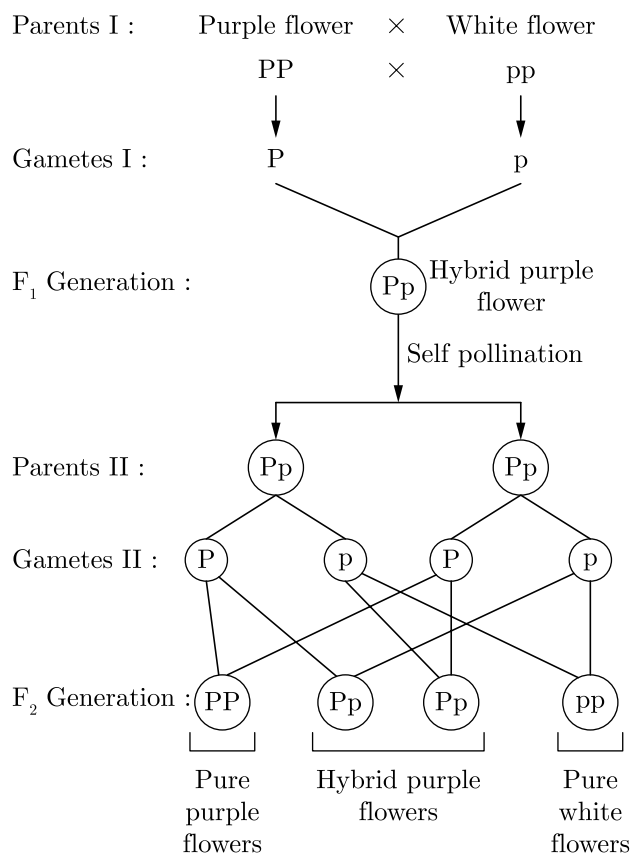 Parents I : Purple flower × White flower
PP × pp
Gametes I : P p
F₁ Generation : Pp Hybrid purple
flower
Self pollination
Parents II : Pp Pp
Gametes II : P p P p
F₂ Generation : PP Pp Pp pp
Pure Hybrid purple Pure
purple flowers white
flowers flowers